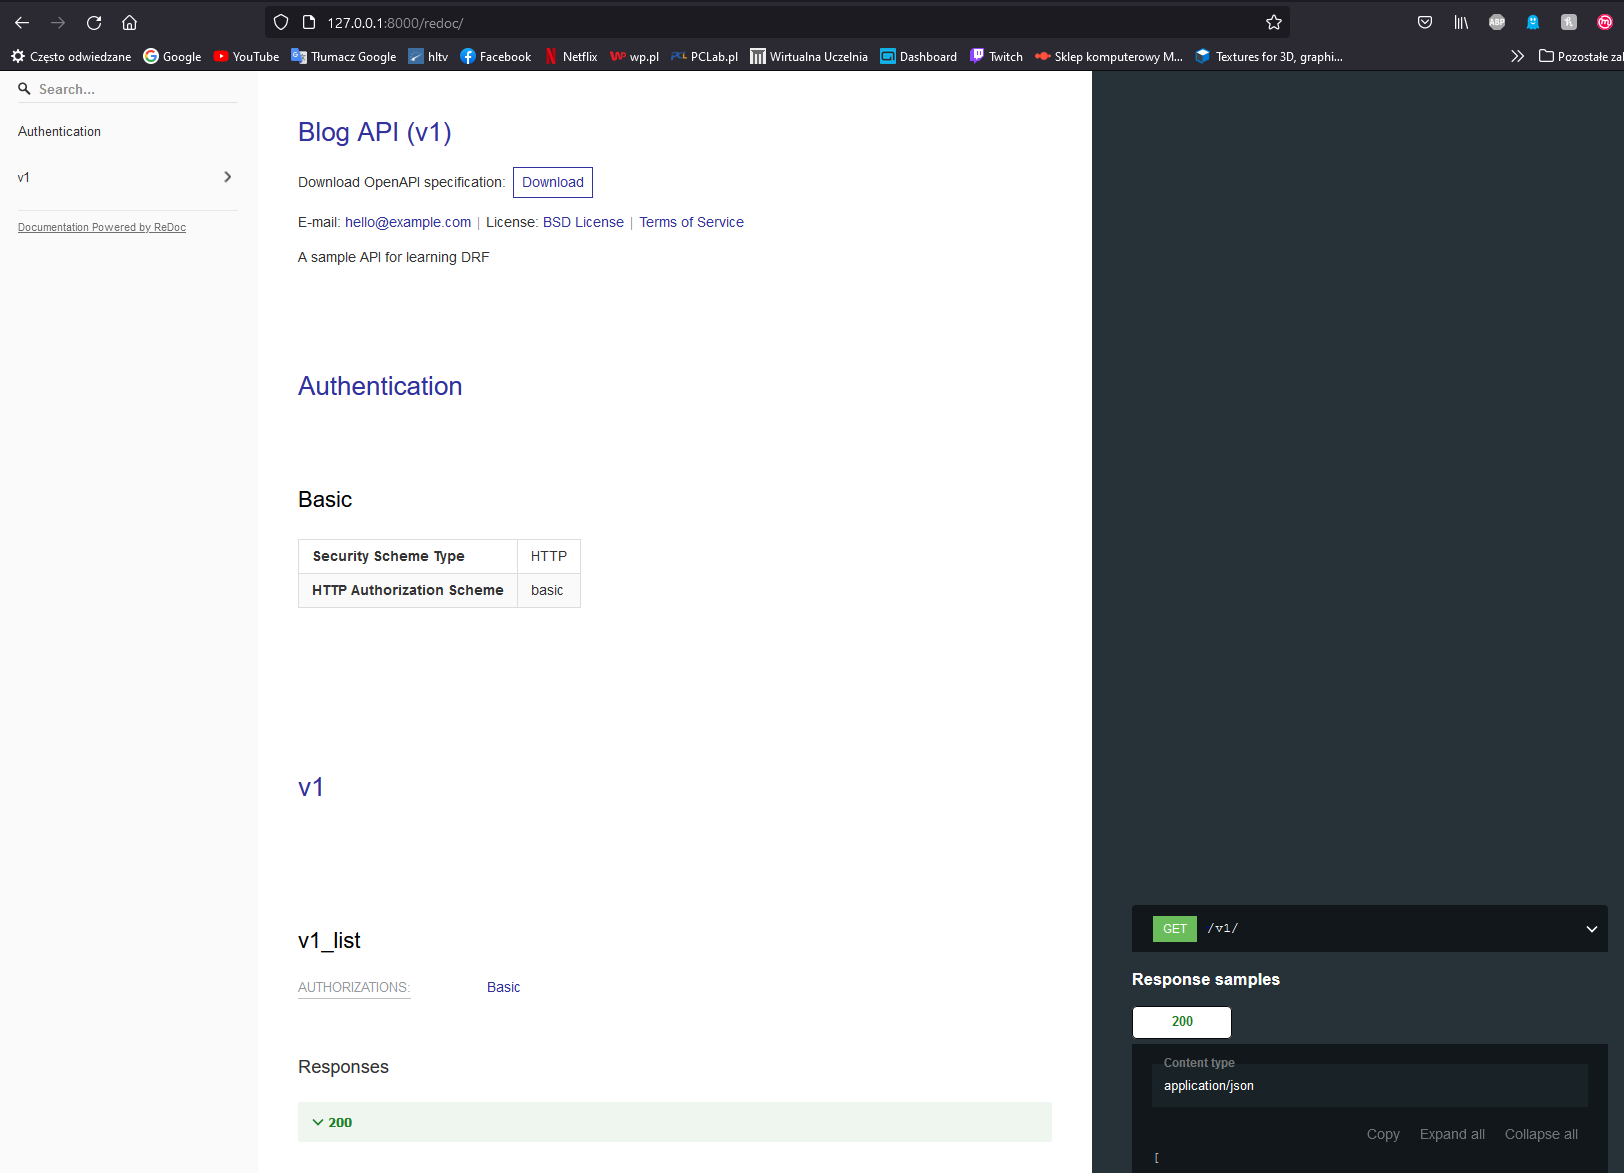 127.0.0.1:8000/redoc/
Często odwiedzane Google YouTube Tłumacz Google hltv Facebook Netflix wp.pl PCLab.pl Wirtualna Uczelnia Dashboard Twitch Sklep komputerowy M... Textures for 3D, graphi... Pozostałe zal
Search...
Authentication
v1
Documentation Powered by ReDoc
Blog API (v1)
Download OpenAPI specification: Download
E-mail: hello@example.com | License: BSD License | Terms of Service
A sample API for learning DRF
Authentication
Basic
Security Scheme Type HTTP
HTTP Authorization Scheme basic
v1
v1_list
AUTHORIZATIONS: Basic
Responses
200
GET /v1/
Response samples
200
Content type
application/json
Copy Expand all Collapse all
[